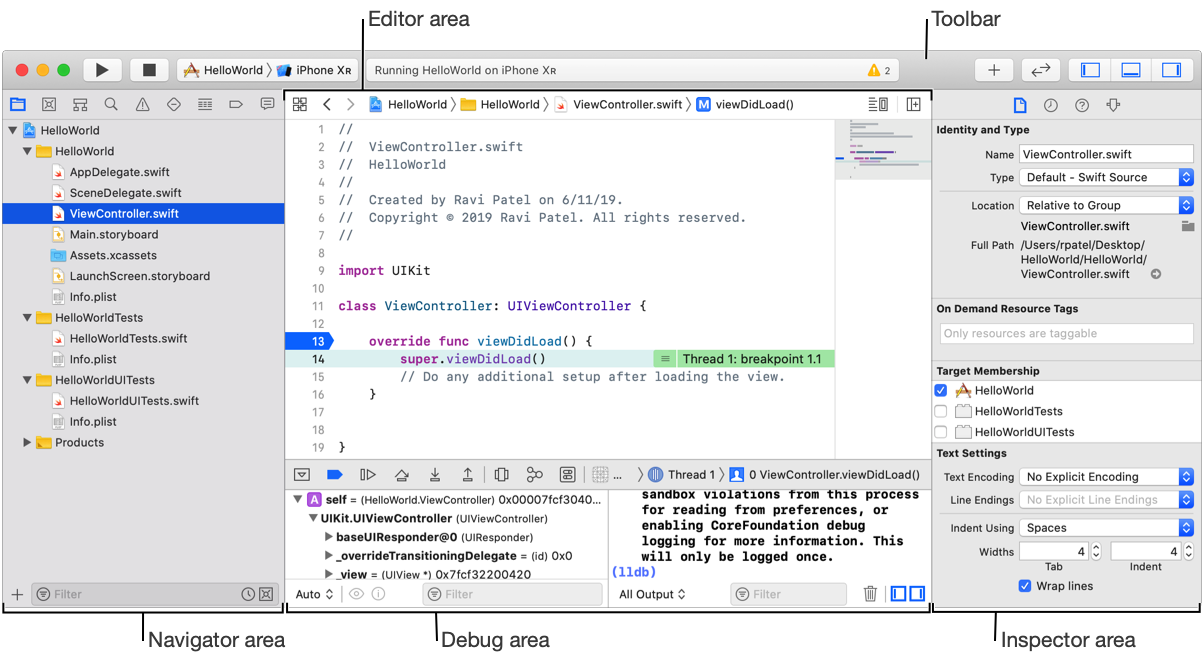 Editor area
Toolbar
HelloWorld
iPhone XR
Running HelloWorld on iPhone XR
2
HelloWorld
HelloWorld
AppDelegate.swift
SceneDelegate.swift
ViewController.swift
Main.storyboard
Assets.xcassets
LaunchScreen.storyboard
Info.plist
HelloWorldTests
HelloWorldTests.swift
Info.plist
HelloWorldUITests
HelloWorldUITests.swift
Info.plist
Products
Filter
HelloWorld
HelloWorld
ViewController.swift
M viewDidLoad()
1 //
2 //  ViewController.swift
3 //  HelloWorld
4 //
5 //  Created by Ravi Patel on 6/11/19.
6 //  Copyright © 2019 Ravi Patel. All rights reserved.
7 //
8
9 import UIKit
10
11 class ViewController: UIViewController {
12
13     override func viewDidLoad() {
14         super.viewDidLoad() Thread 1: breakpoint 1.1
15         // Do any additional setup after loading the view.
16     }
17
18
19 }
... Thread 1 0 ViewController.viewDidLoad()
A self = (HelloWorld.ViewController) 0x00007fcf3040...
UIKit.UIViewController (UIViewController)
baseUIResponder@0 (UIResponder)
_overrideTransitioningDelegate = (id) 0x0
_view = (UIView *) 0x7fcf32200420
Auto
Filter
sandbox violations from this process
for reading from preferences, or
enabling CoreFoundation debug
logging for more information. This
will only be logged once.
(lldb)
All Output
Filter
Identity and Type
Name ViewController.swift
Type Default - Swift Source
Location Relative to Group
ViewController.swift
Full Path /Users/rpatel/Desktop/
HelloWorld/HelloWorld/
ViewController.swift
On Demand Resource Tags
Only resources are taggable
Target Membership
HelloWorld
HelloWorldTests
HelloWorldUITests
Text Settings
Text Encoding No Explicit Encoding
Line Endings No Explicit Line Endings
Indent Using Spaces
Widths 4 4
Tab Indent
Wrap lines
Navigator area
Debug area
Inspector area